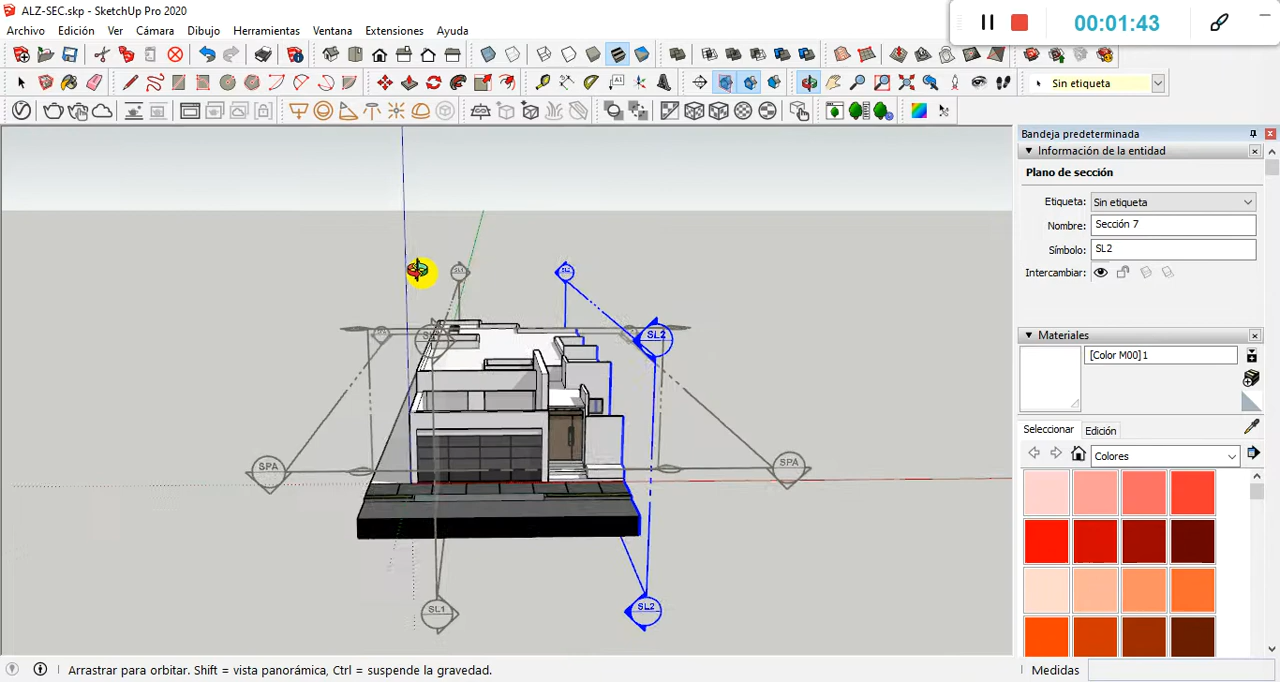 ALZ-SEC.skp - SketchUp Pro 2020
00:01:43
Archivo Edición Ver Cámara Dibujo Herramientas Ventana Extensiones Ayuda
Sin etiqueta
Bandeja predeterminada
Información de la entidad
Plano de sección
Etiqueta: Sin etiqueta
Nombre: Sección 7
Símbolo: SL2
Intercambiar:
Materiales
[Color M00]1
Seleccionar Edición
Colores
SL2
SPA
SPA
SL1
SL2
Arrastrar para orbitar. Shift = vista panorámica, Ctrl = suspende la gravedad.
Medidas